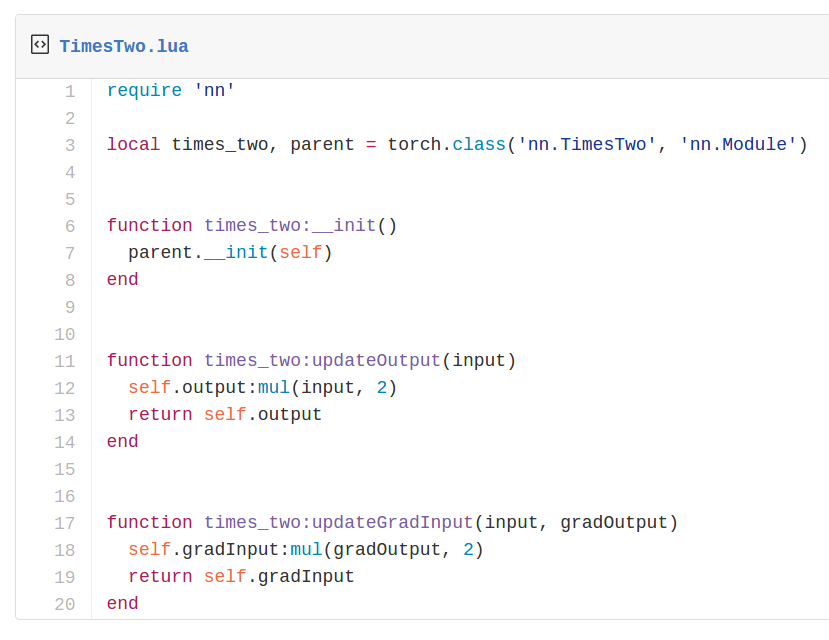 TimesTwo.lua
1 require 'nn'
2
3 local times_two, parent = torch.class('nn.TimesTwo', 'nn.Module')
4
5
6 function times_two:__init()
7   parent.__init(self)
8 end
9
10
11 function times_two:updateOutput(input)
12   self.output:mul(input, 2)
13   return self.output
14 end
15
16
17 function times_two:updateGradInput(input, gradOutput)
18   self.gradInput:mul(gradOutput, 2)
19   return self.gradInput
20 end